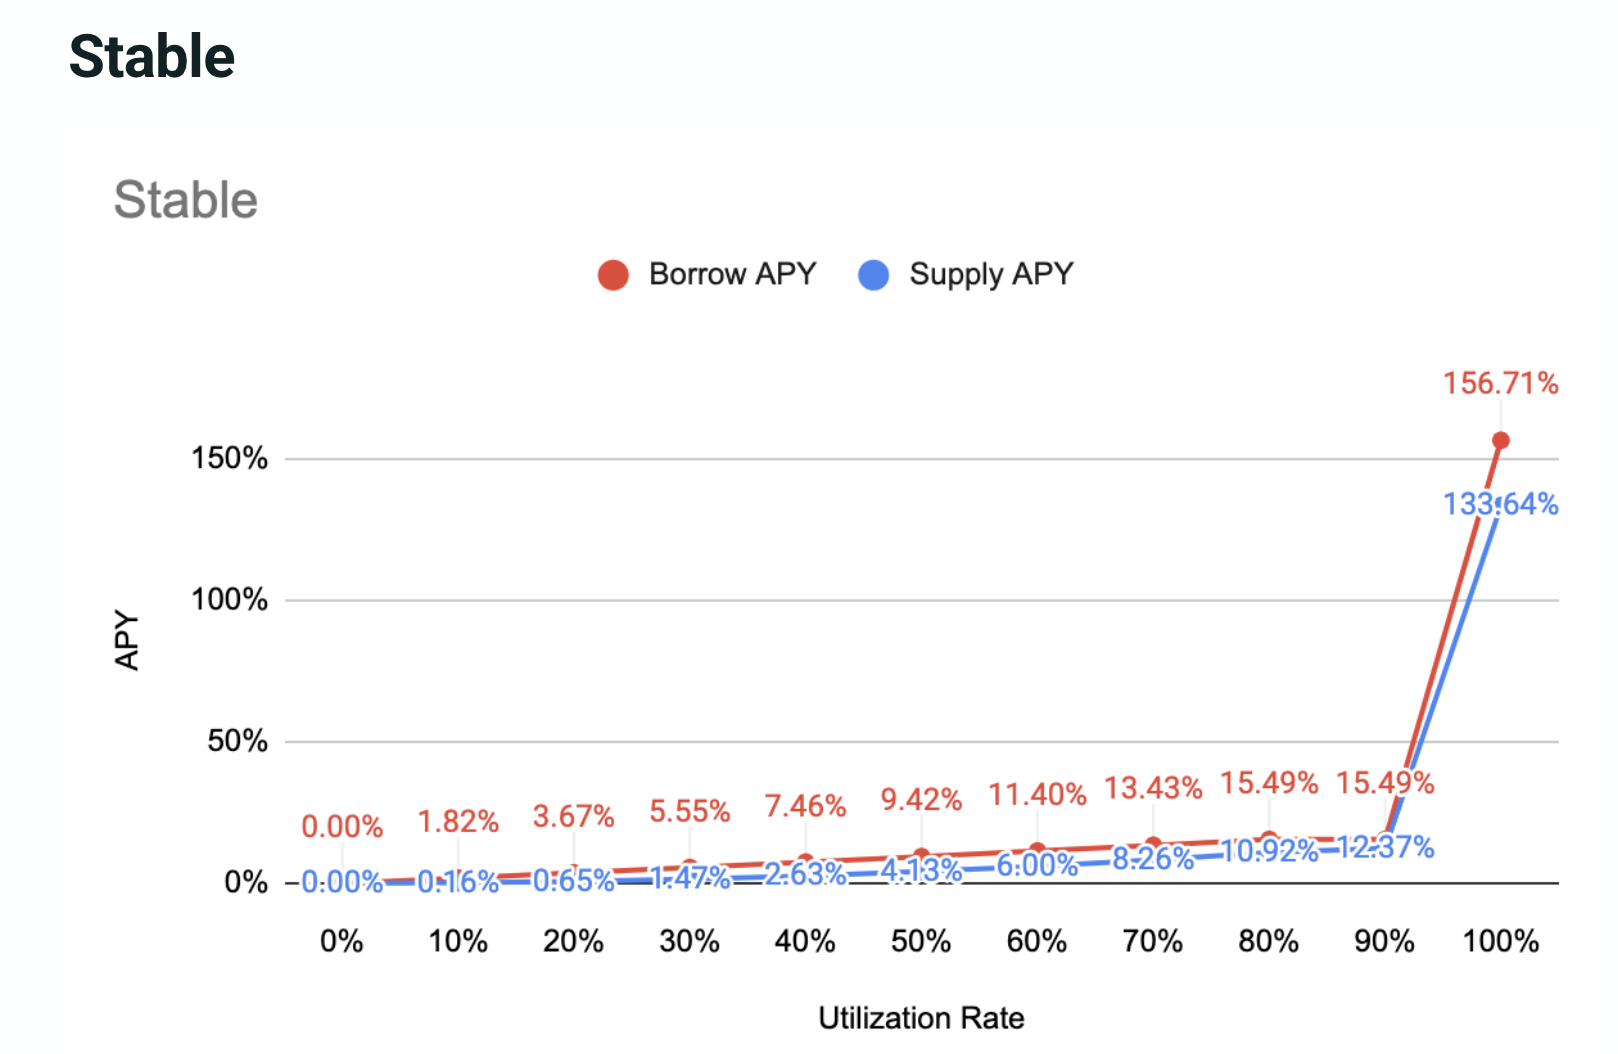 Stable
Stable
Borrow APY Supply APY
156.71%
150%
133.64%
100%
APY
50%
0.00% 1.82% 3.67% 5.55% 7.46% 9.42% 11.40% 13.43% 15.49% 15.49%
0%
0.00% 0.16% 0.65% 1.47% 2.63% 4.13% 6.00% 8.26% 10.92% 12.37%
0% 10% 20% 30% 40% 50% 60% 70% 80% 90% 100%
Utilization Rate